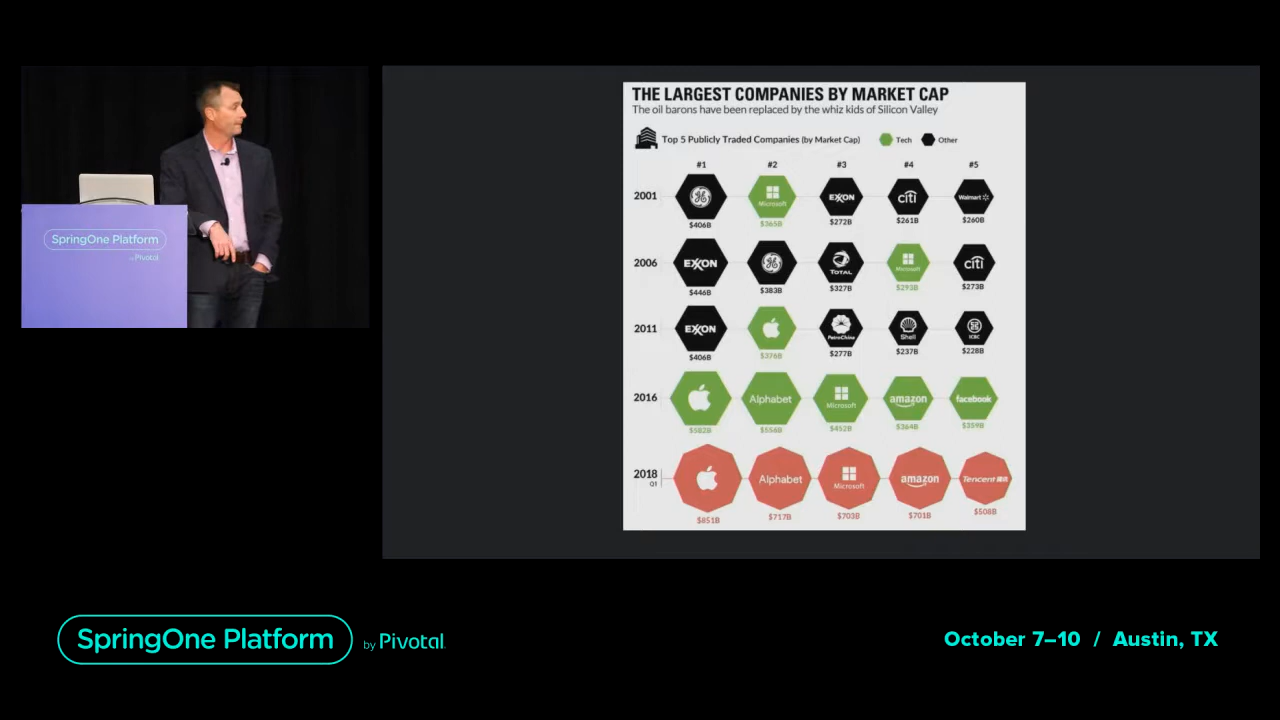 SpringOne Platform
by Pivotal
THE LARGEST COMPANIES BY MARKET CAP
The oil barons have been replaced by the whiz kids of Silicon Valley
Top 5 Publicly Traded Companies (by Market Cap) Tech Other
#1 #2 #3 #4 #5
2001 GE Microsoft EXXON citi Walmart
$406B $365B $272B $261B $260B
2006 EXXON GE TOTAL Microsoft citi
$446B $383B $327B $293B $273B
2011 EXXON PetroChina Shell ICBC
$406B $376B $277B $237B $228B
2016 Alphabet Microsoft amazon facebook
$582B $556B $452B $364B $359B
2018 Q1 Alphabet Microsoft amazon Tencent
$851B $717B $703B $701B $508B
SpringOne Platform by Pivotal.
October 7–10 / Austin, TX